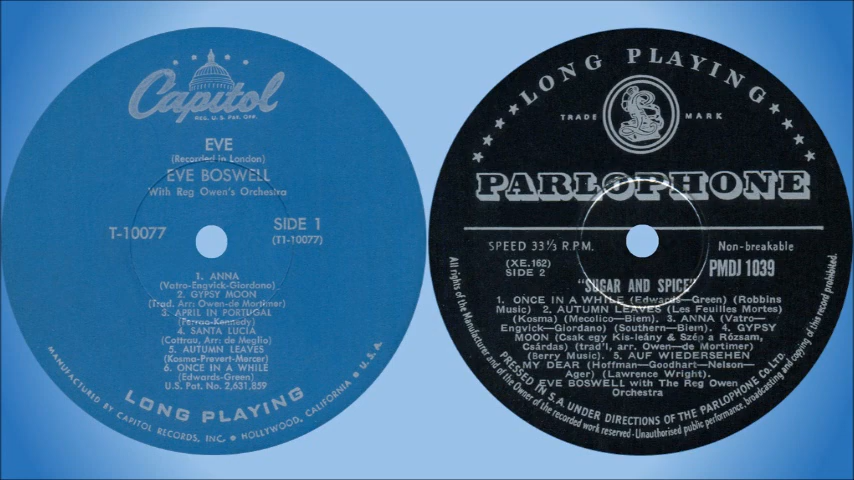 Capitol
REG. U.S. PAT. OFF.
EVE
(Recorded in London)
EVE BOSWELL
With Reg Owen's Orchestra
T-10077
SIDE 1
(T1-10077)
1. ANNA
(Vatro-Engvick-Giordano)
2. GYPSY MOON
(Trad. Arr: Owen-de Mortimer)
3. APRIL IN PORTUGAL
(Ferrao-Kennedy)
4. SANTA LUCIA
(Cottrau, Arr: de Meglio)
5. AUTUMN LEAVES
(Kosma-Prevert-Mercer)
6. ONCE IN A WHILE
(Edwards-Green)
U.S. Pat. No. 2,631,859
LONG PLAYING
MANUFACTURED BY CAPITOL RECORDS, INC. • HOLLYWOOD, CALIFORNIA • U.S.A.
LONG PLAYING
TRADE MARK
PARLOPHONE
SPEED 33⅓ R.P.M.
Non-breakable
(XE.162)
SIDE 2
PMDJ 1039
"SUGAR AND SPICE"
1. ONCE IN A WHILE (Edwards—Green) (Robbins
Music) 2. AUTUMN LEAVES (Les Feuilles Mortes)
(Kosma) (Mecolico—Biem). 3. ANNA (Vatro—
Engvick—Giordano) (Southern—Biem). 4. GYPSY
MOON (Csak egy Kis-leány & Szép a Rózsam,
Csárdas) (trad'l, arr. Owen—de Mortimer)
(Berry Music). 5. AUF WIEDERSEHEN
MY DEAR (Hoffman—Goodhart—Nelson—
Ager) (Lawrence Wright).
EVE BOSWELL with The Reg Owen
Orchestra
PRESSED IN S.A. UNDER DIRECTIONS OF THE PARLOPHONE CO. LTD.
All rights of the Manufacturer and of the Owner of the recorded work reserved - Unauthorised public performance, broadcasting and copying of this record prohibited.